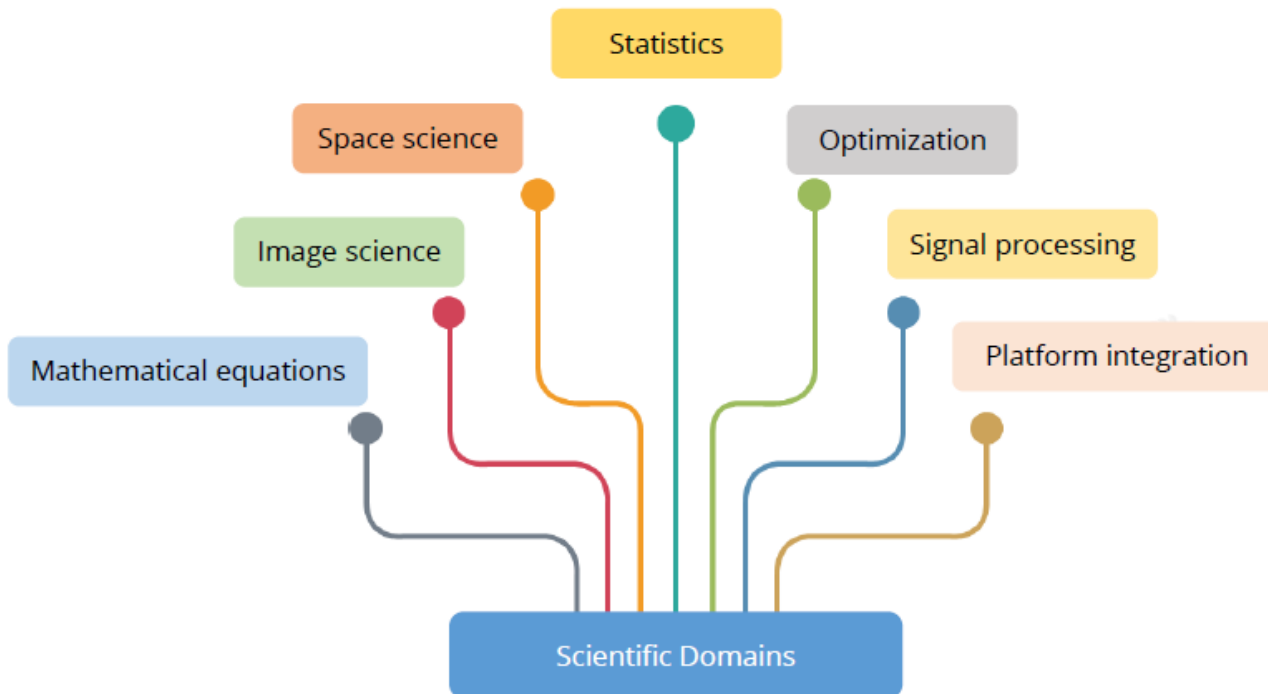 Statistics
Space science
Optimization
Image science
Signal processing
Mathematical equations
Platform integration
Scientific Domains